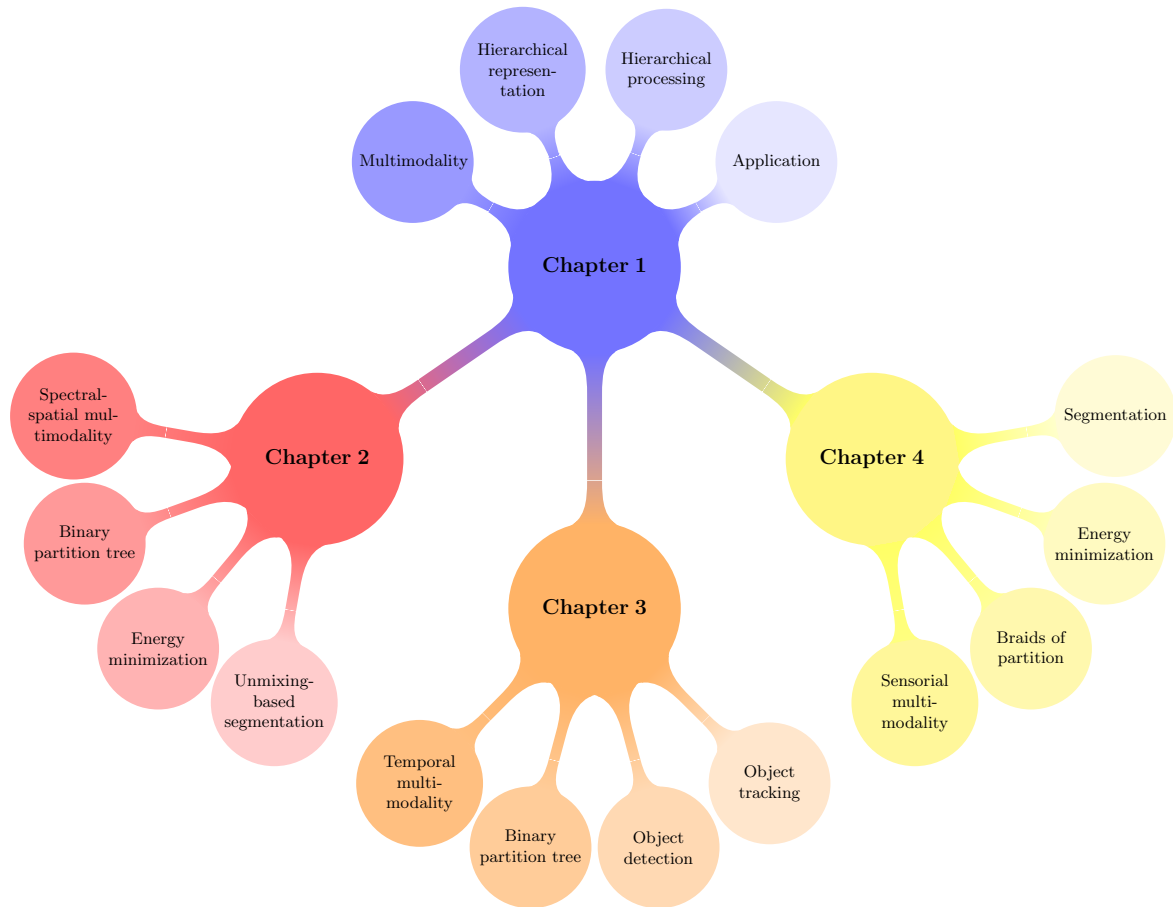 Hierarchical
represen-
tation
Hierarchical
processing
Multimodality
Application
Chapter 1
Spectral-
spatial mul-
timodality
Chapter 2
Binary
partition tree
Energy
minimization
Unmixing-
based
segmentation
Chapter 4
Segmentation
Energy
minimization
Braids of
partition
Sensorial
multi-
modality
Chapter 3
Temporal
multi-
modality
Binary
partition tree
Object
detection
Object
tracking